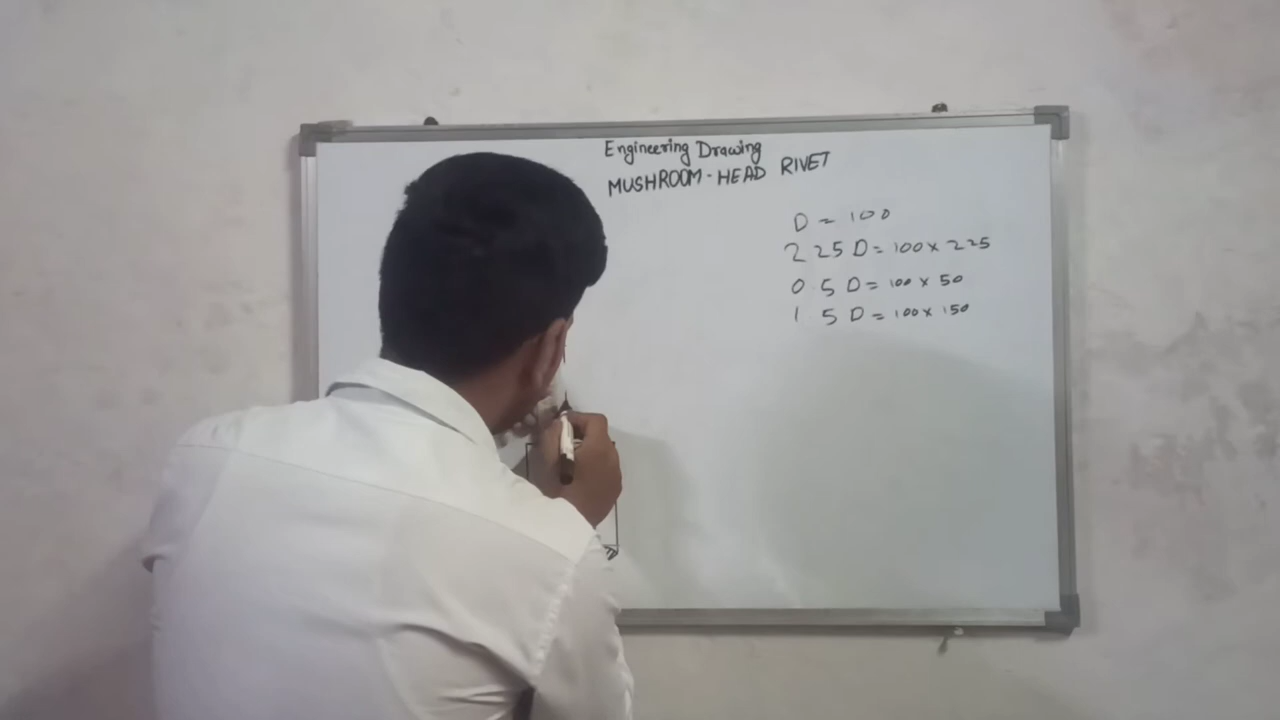 Engineering Drawing
MUSHROOM-HEAD RIVET
D = 100
2 25 D = 100 x 225
0.5 D = 100 x 50
1 5 D = 100 x 150